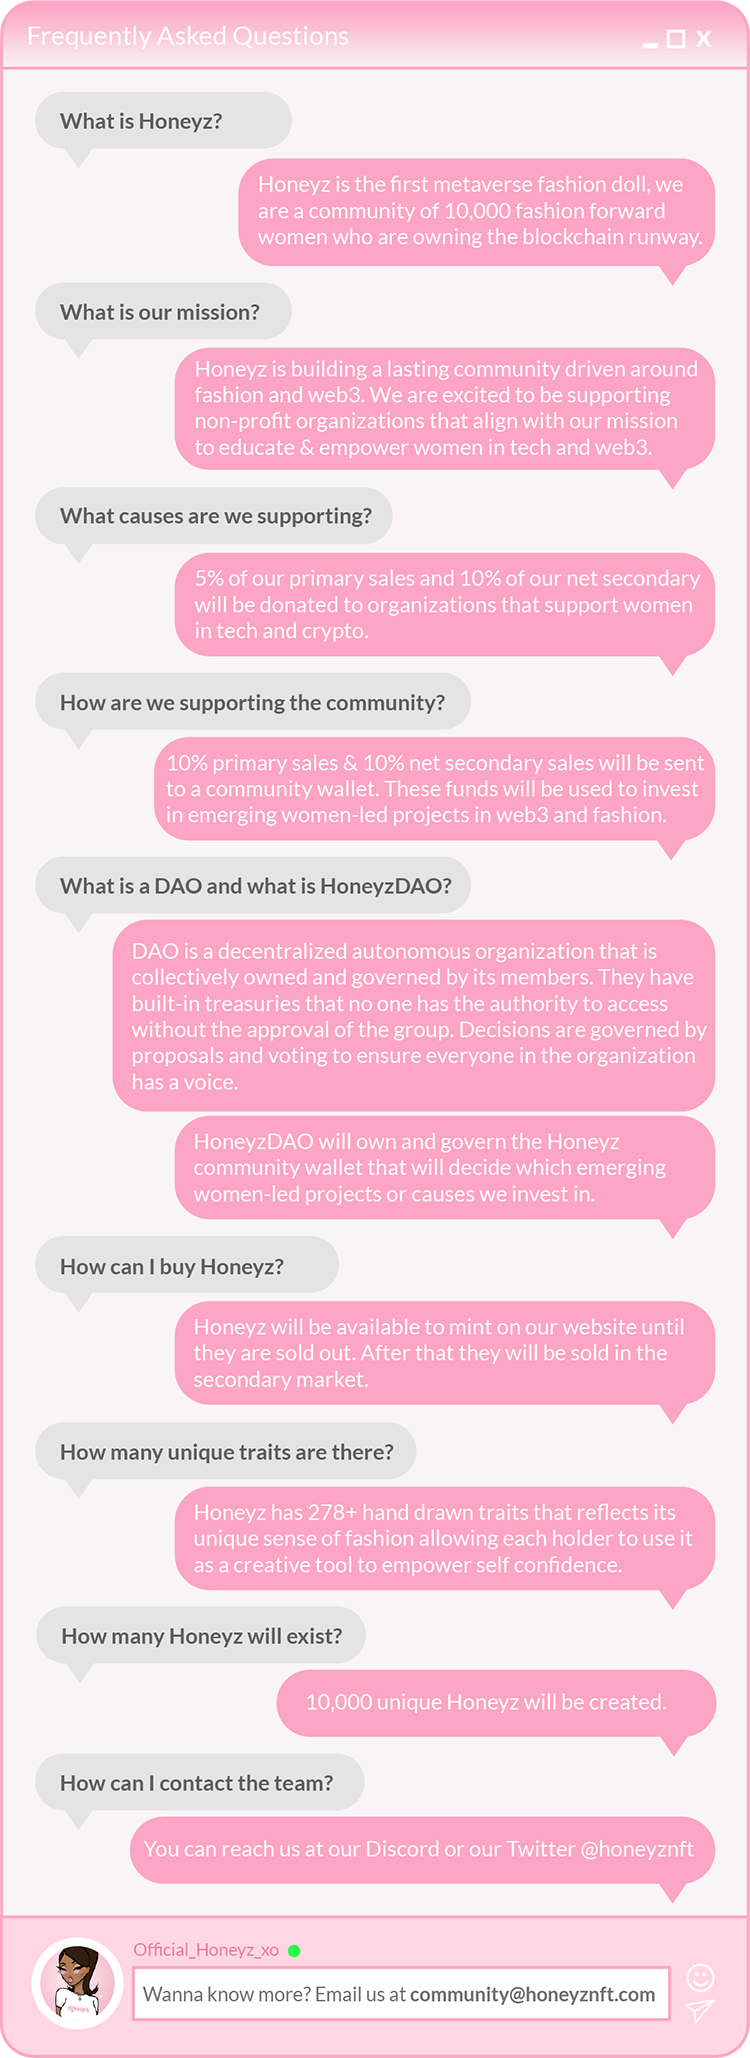 Frequently Asked Questions
What is Honeyz?
Honeyz is the first metaverse fashion doll, we
are a community of 10,000 fashion forward
women who are owning the blockchain runway.
What is our mission?
Honeyz is building a lasting community driven around
fashion and web3. We are excited to be supporting
non-profit organizations that align with our mission
to educate & empower women in tech and web3.
What causes are we supporting?
5% of our primary sales and 10% of our net secondary
will be donated to organizations that support women
in tech and crypto.
How are we supporting the community?
10% primary sales & 10% net secondary sales will be sent
to a community wallet. These funds will be used to invest
in emerging women-led projects in web3 and fashion.
What is a DAO and what is HoneyzDAO?
DAO is a decentralized autonomous organization that is
collectively owned and governed by its members. They have
built-in treasuries that no one has the authority to access
without the approval of the group. Decisions are governed by
proposals and voting to ensure everyone in the organization
has a voice.
HoneyzDAO will own and govern the Honeyz
community wallet that will decide which emerging
women-led projects or causes we invest in.
How can I buy Honeyz?
Honeyz will be available to mint on our website until
they are sold out. After that they will be sold in the
secondary market.
How many unique traits are there?
Honeyz has 278+ hand drawn traits that reflects its
unique sense of fashion allowing each holder to use it
as a creative tool to empower self confidence.
How many Honeyz will exist?
10,000 unique Honeyz will be created.
How can I contact the team?
You can reach us at our Discord or our Twitter @honeyznft
Official_Honeyz_xo
Wanna know more? Email us at community@honeyznft.com